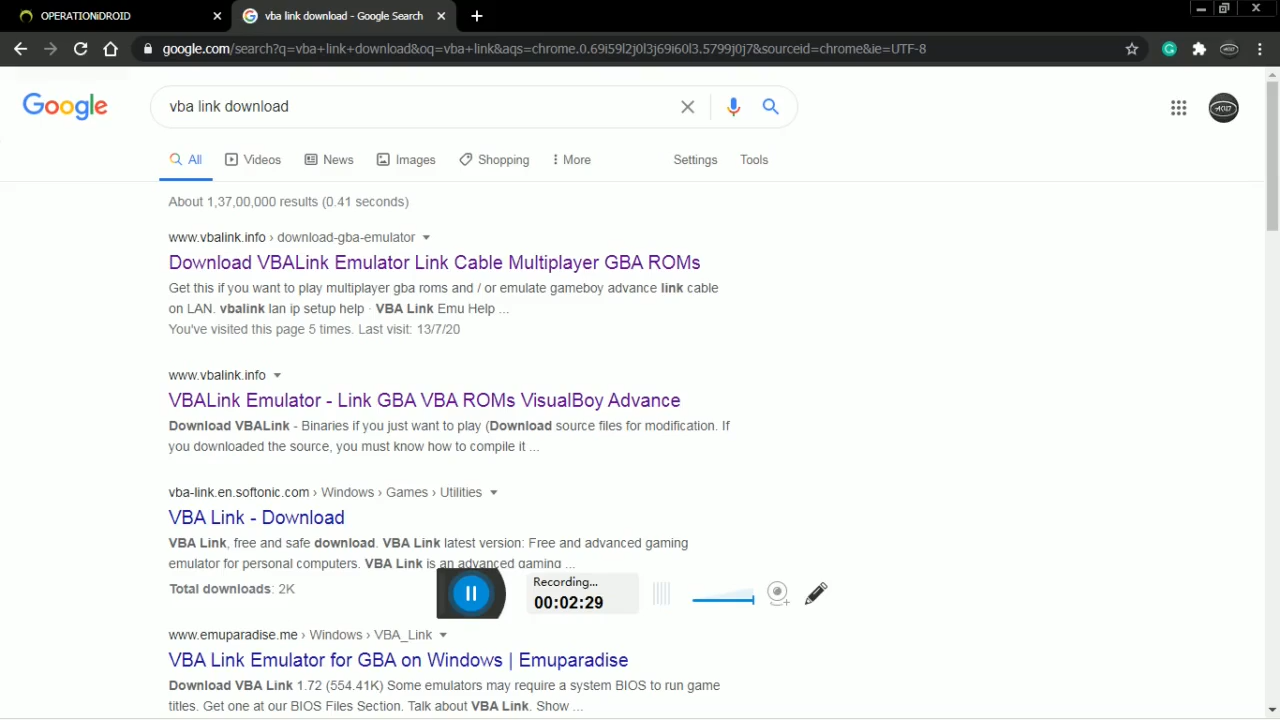 OPERATIONiDROID
vba link download - Google Search
google.com/search?q=vba+link+download&oq=vba+link&aqs=chrome.0.69i59l2j0l3j69i60l3.5799j0j7&sourceid=chrome&ie=UTF-8
Google
vba link download
All
Videos
News
Images
Shopping
More
Settings
Tools
About 1,37,00,000 results (0.41 seconds)
www.vbalink.info › download-gba-emulator
Download VBALink Emulator Link Cable Multiplayer GBA ROMs
Get this if you want to play multiplayer gba roms and / or emulate gameboy advance link cable
on LAN. vbalink lan ip setup help · VBA Link Emu Help ...
You've visited this page 5 times. Last visit: 13/7/20
www.vbalink.info
VBALink Emulator - Link GBA VBA ROMs VisualBoy Advance
Download VBALink - Binaries if you just want to play (Download source files for modification. If
you downloaded the source, you must know how to compile it ...
vba-link.en.softonic.com › Windows › Games › Utilities
VBA Link - Download
VBA Link, free and safe download. VBA Link latest version: Free and advanced gaming
emulator for personal computers. VBA Link is an advanced gaming ...
Total downloads: 2K
Recording...
00:02:29
www.emuparadise.me › Windows › VBA_Link
VBA Link Emulator for GBA on Windows | Emuparadise
Download VBA Link 1.72 (554.41K) Some emulators may require a system BIOS to run game
titles. Get one at our BIOS Files Section. Talk about VBA Link. Show ...